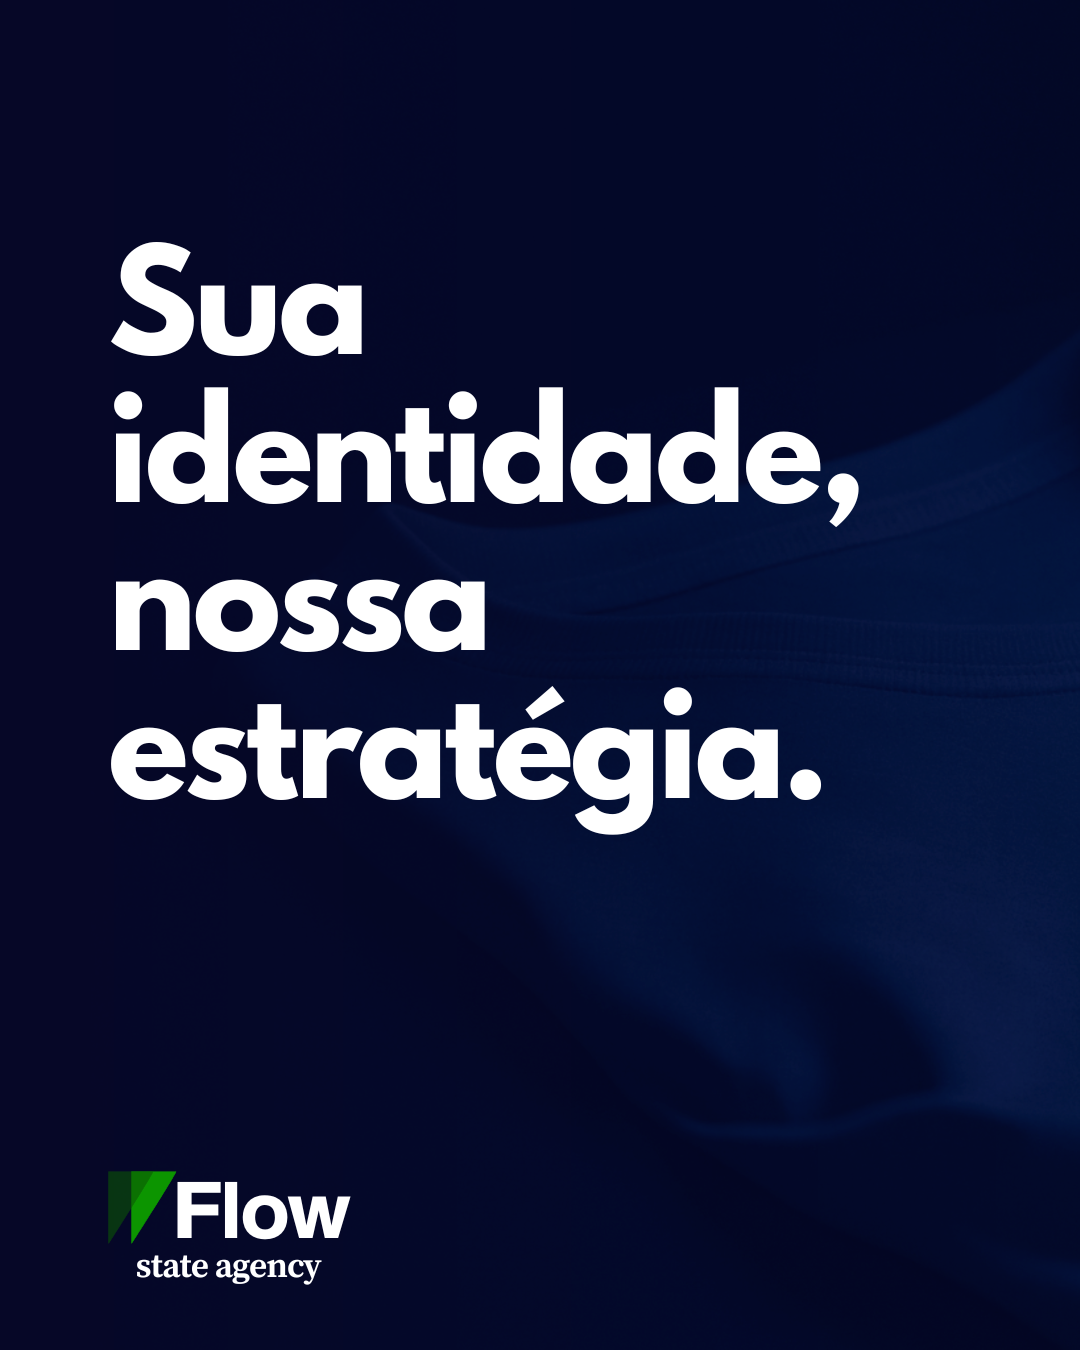 Sua
identidade,
nossa
estratégia.
Flow
state agency